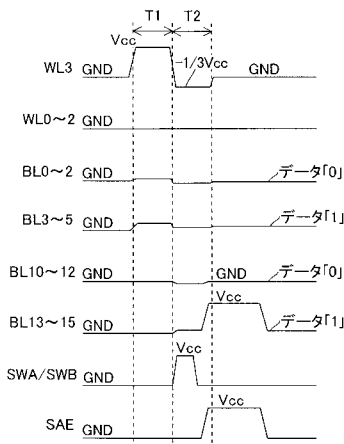 T1 T2
Vcc
-1/3Vcc
WL3 GND GND
WL0～2 GND
BL0～2 GND データ「0」
BL3～5 GND データ「1」
BL10～12 GND GND データ「0」
Vcc
BL13～15 GND データ「1」
Vcc
SWA/SWB GND
Vcc
SAE GND